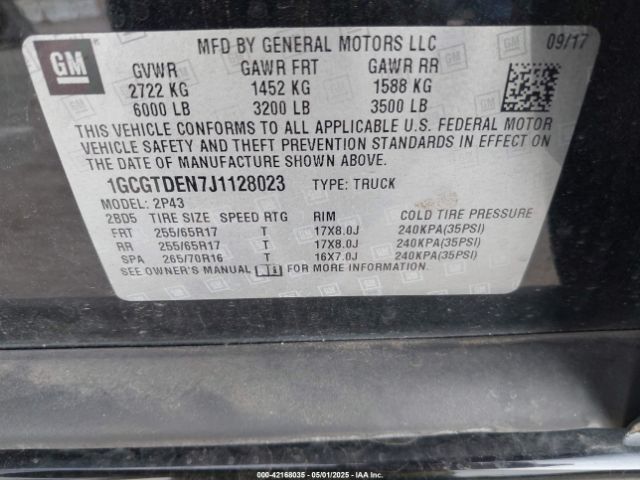 GM
MFD BY GENERAL MOTORS LLC 09/17
GVWR GAWR FRT GAWR RR
2722 KG 1452 KG 1588 KG
6000 LB 3200 LB 3500 LB
THIS VEHICLE CONFORMS TO ALL APPLICABLE U.S. FEDERAL MOTOR
VEHICLE SAFETY AND THEFT PREVENTION STANDARDS IN EFFECT ON
THE DATE OF MANUFACTURE SHOWN ABOVE.
1GCGTDEN7J1128023 TYPE: TRUCK
MODEL: 2P43
2BD5 TIRE SIZE SPEED RTG RIM COLD TIRE PRESSURE
FRT 255/65R17 T 17X8.0J 240KPA(35PSI)
RR 255/65R17 T 17X8.0J 240KPA(35PSI)
SPA 265/70R16 T 16X7.0J 240KPA(35PSI)
SEE OWNER'S MANUAL FOR MORE INFORMATION.
000-42168035 - 05/01/2025 - IAA Inc.